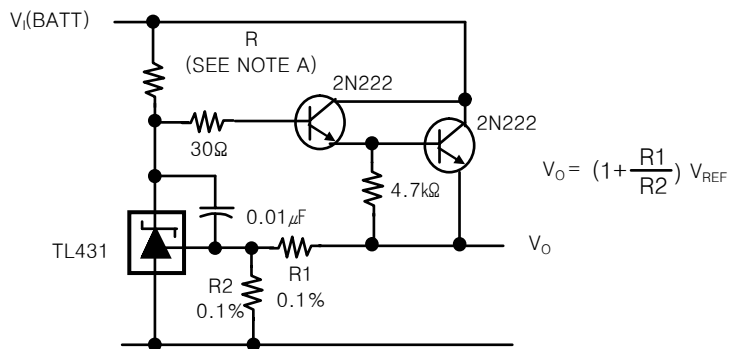 V_I(BATT)
R
(SEE NOTE A)
2N222
2N222
30Ω
4.7kΩ
V_O = (1+ R1/R2) V_REF
0.01μF
TL431
V_O
R1
0.1%
R2
0.1%